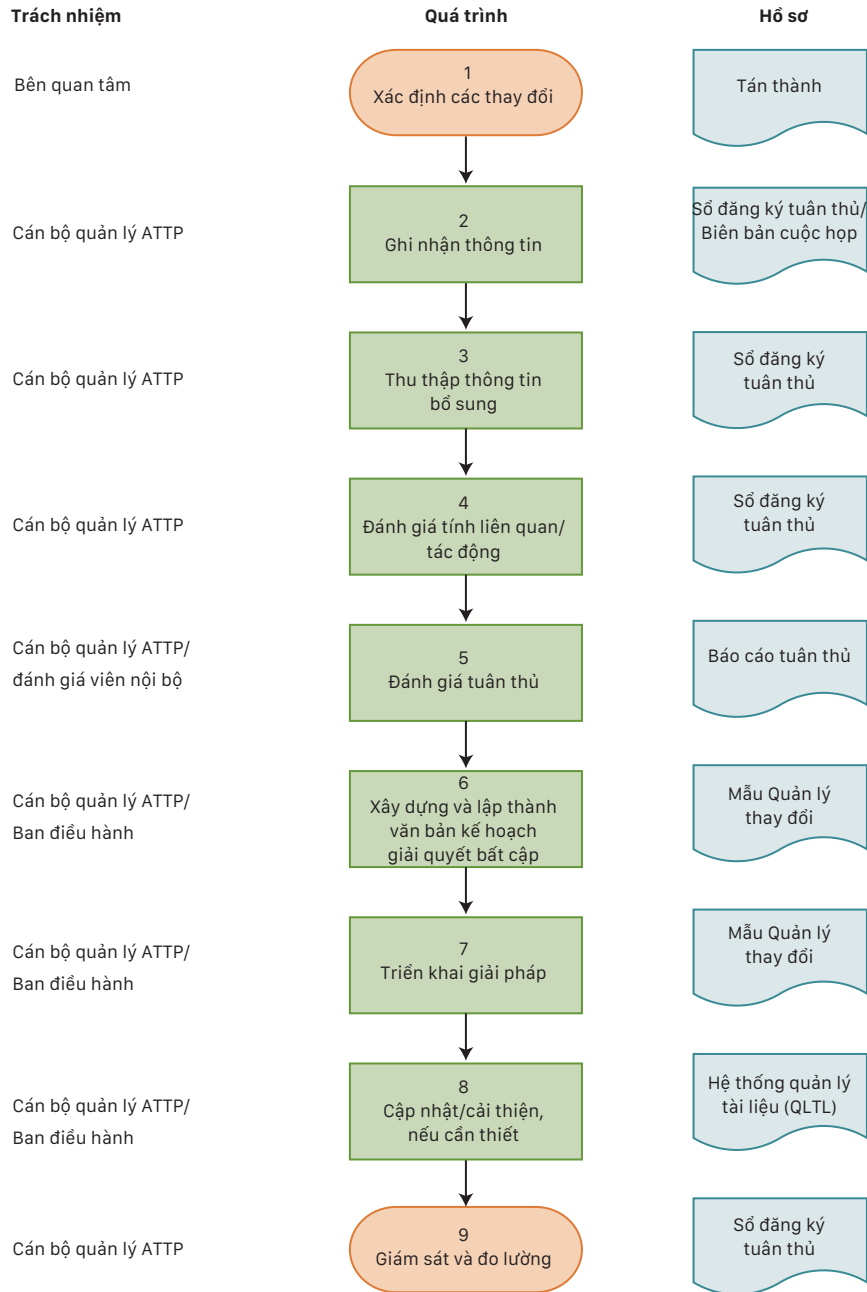 Trách nhiệm
Quá trình
Hồ sơ
Bên quan tâm
1
Xác định các thay đổi
Tán thành
Cán bộ quản lý ATTP
2
Ghi nhận thông tin
Sổ đăng ký tuân thủ/
Biên bản cuộc họp
Cán bộ quản lý ATTP
3
Thu thập thông tin
bổ sung
Sổ đăng ký
tuân thủ
Cán bộ quản lý ATTP
4
Đánh giá tính liên quan/
tác động
Sổ đăng ký
tuân thủ
Cán bộ quản lý ATTP/
đánh giá viên nội bộ
5
Đánh giá tuân thủ
Báo cáo tuân thủ
Cán bộ quản lý ATTP/
Ban điều hành
6
Xây dựng và lập thành
văn bản kế hoạch
giải quyết bất cập
Mẫu Quản lý
thay đổi
Cán bộ quản lý ATTP/
Ban điều hành
7
Triển khai giải pháp
Mẫu Quản lý
thay đổi
Cán bộ quản lý ATTP/
Ban điều hành
8
Cập nhật/cải thiện,
nếu cần thiết
Hệ thống quản lý
tài liệu (QLTL)
Cán bộ quản lý ATTP
9
Giám sát và đo lường
Sổ đăng ký
tuân thủ